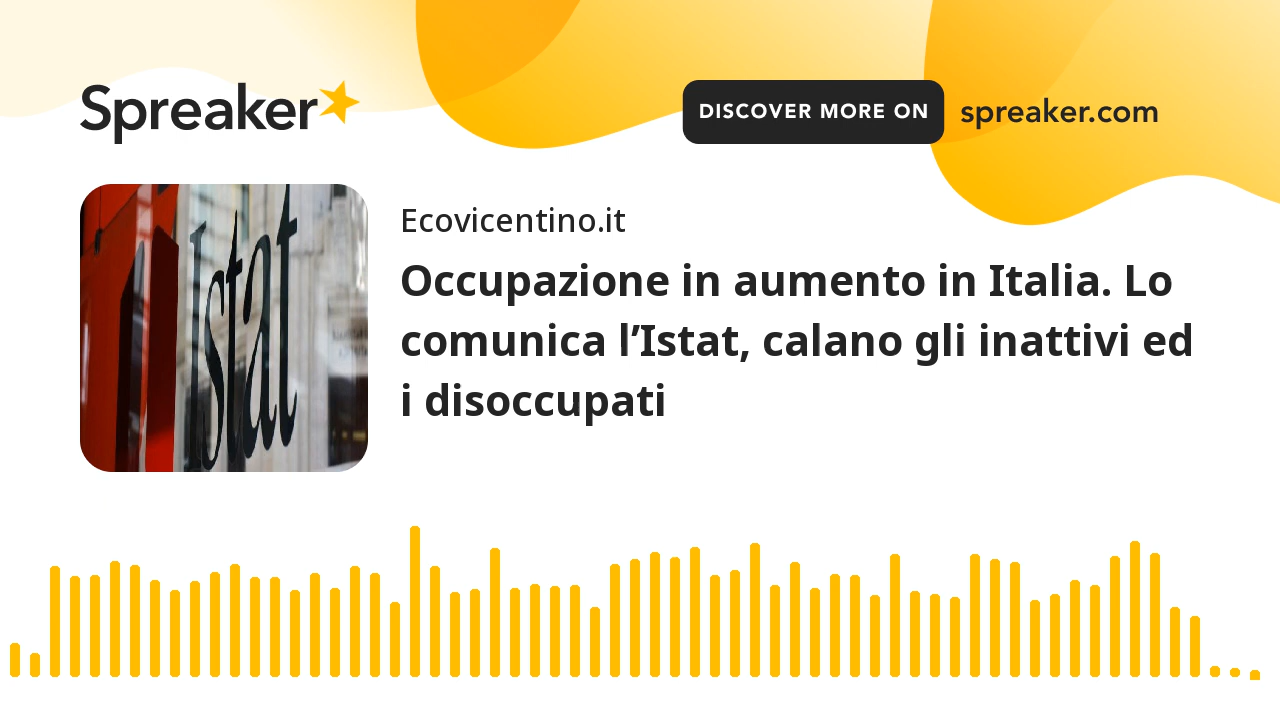 Spreaker
DISCOVER MORE ON
spreaker.com
Istat
Ecovicentino.it
Occupazione in aumento in Italia. Lo
comunica l’Istat, calano gli inattivi ed
i disoccupati